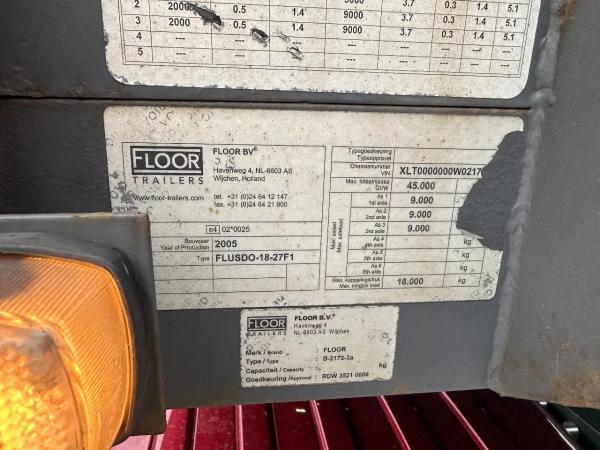 2 2000 0.5 1.4 9000 3.7 0.3 1.4 5.1
3 2000 0.5 1.4 9000 3.7 0.3 1.4 5.1
4 --- --- --- --- --- --- --- ---
5 --- --- --- --- --- --- --- ---
FLOOR
TRAILERS
www.floor-trailers.com
FLOOR BV®
Havenweg 4, NL-6603 AS
Wijchen, Holland
tel. +31 (0)24 64 12 147
fax. +31 (0)24 64 21 900
e4 02*0025
Bouwjaar
Year of Production 2005
Type FLUSDO-18-27F1
Typegoedkeuring
Typeapproval
Chassisnummer
VIN XLT0000000W0217
Max. totaalmassa
GVW 45.000
Max. aslast
Max. axleload
As 1
1st axle 9.000
As 2
2nd axle 9.000
As 3
3rd axle 9.000
As 4
4th axle kg
As 5
5th axle
As 6
6th axle kg
Max. koppelingsdruk
Max. kingpin load 18.000 kg
FLOOR
TRAILERS
FLOOR B.V.®
Havenweg 4
NL-6603 AS Wijchen
Merk / Brand : FLOOR
Type / Type : B-2173-3a
Capaciteit / Capacity : kg
Goedkeuring / Approval : RDW 3521 0686